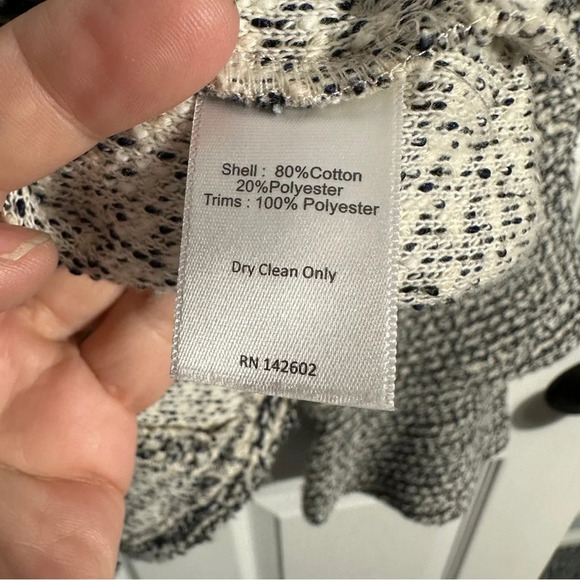 Shell : 80%Cotton
20%Polyester
Trims : 100% Polyester
Dry Clean Only
RN 142602